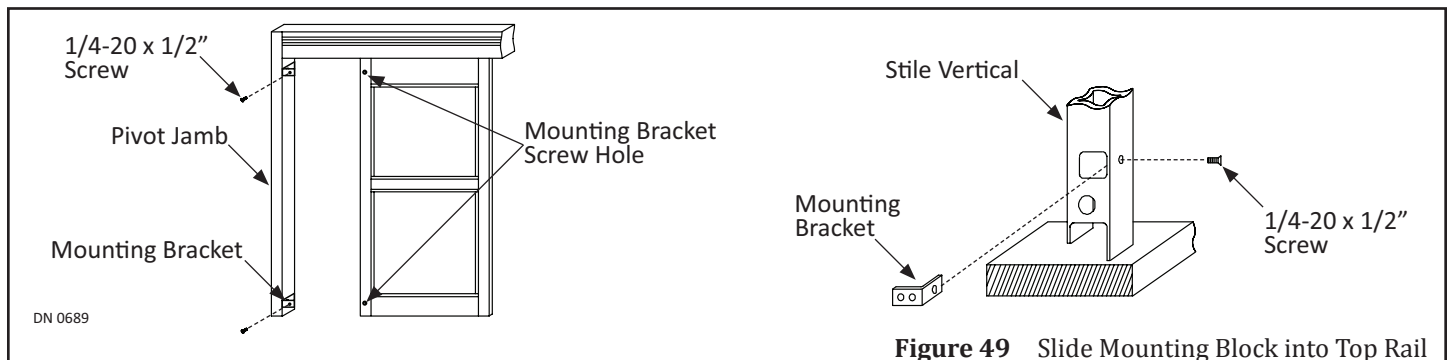 1/4-20 x 1/2”
Screw
Pivot Jamb
Mounting Bracket
DN 0689
Mounting Bracket
Screw Hole
Stile Vertical
Mounting
Bracket
1/4-20 x 1/2”
Screw
Figure 49 Slide Mounting Block into Top Rail